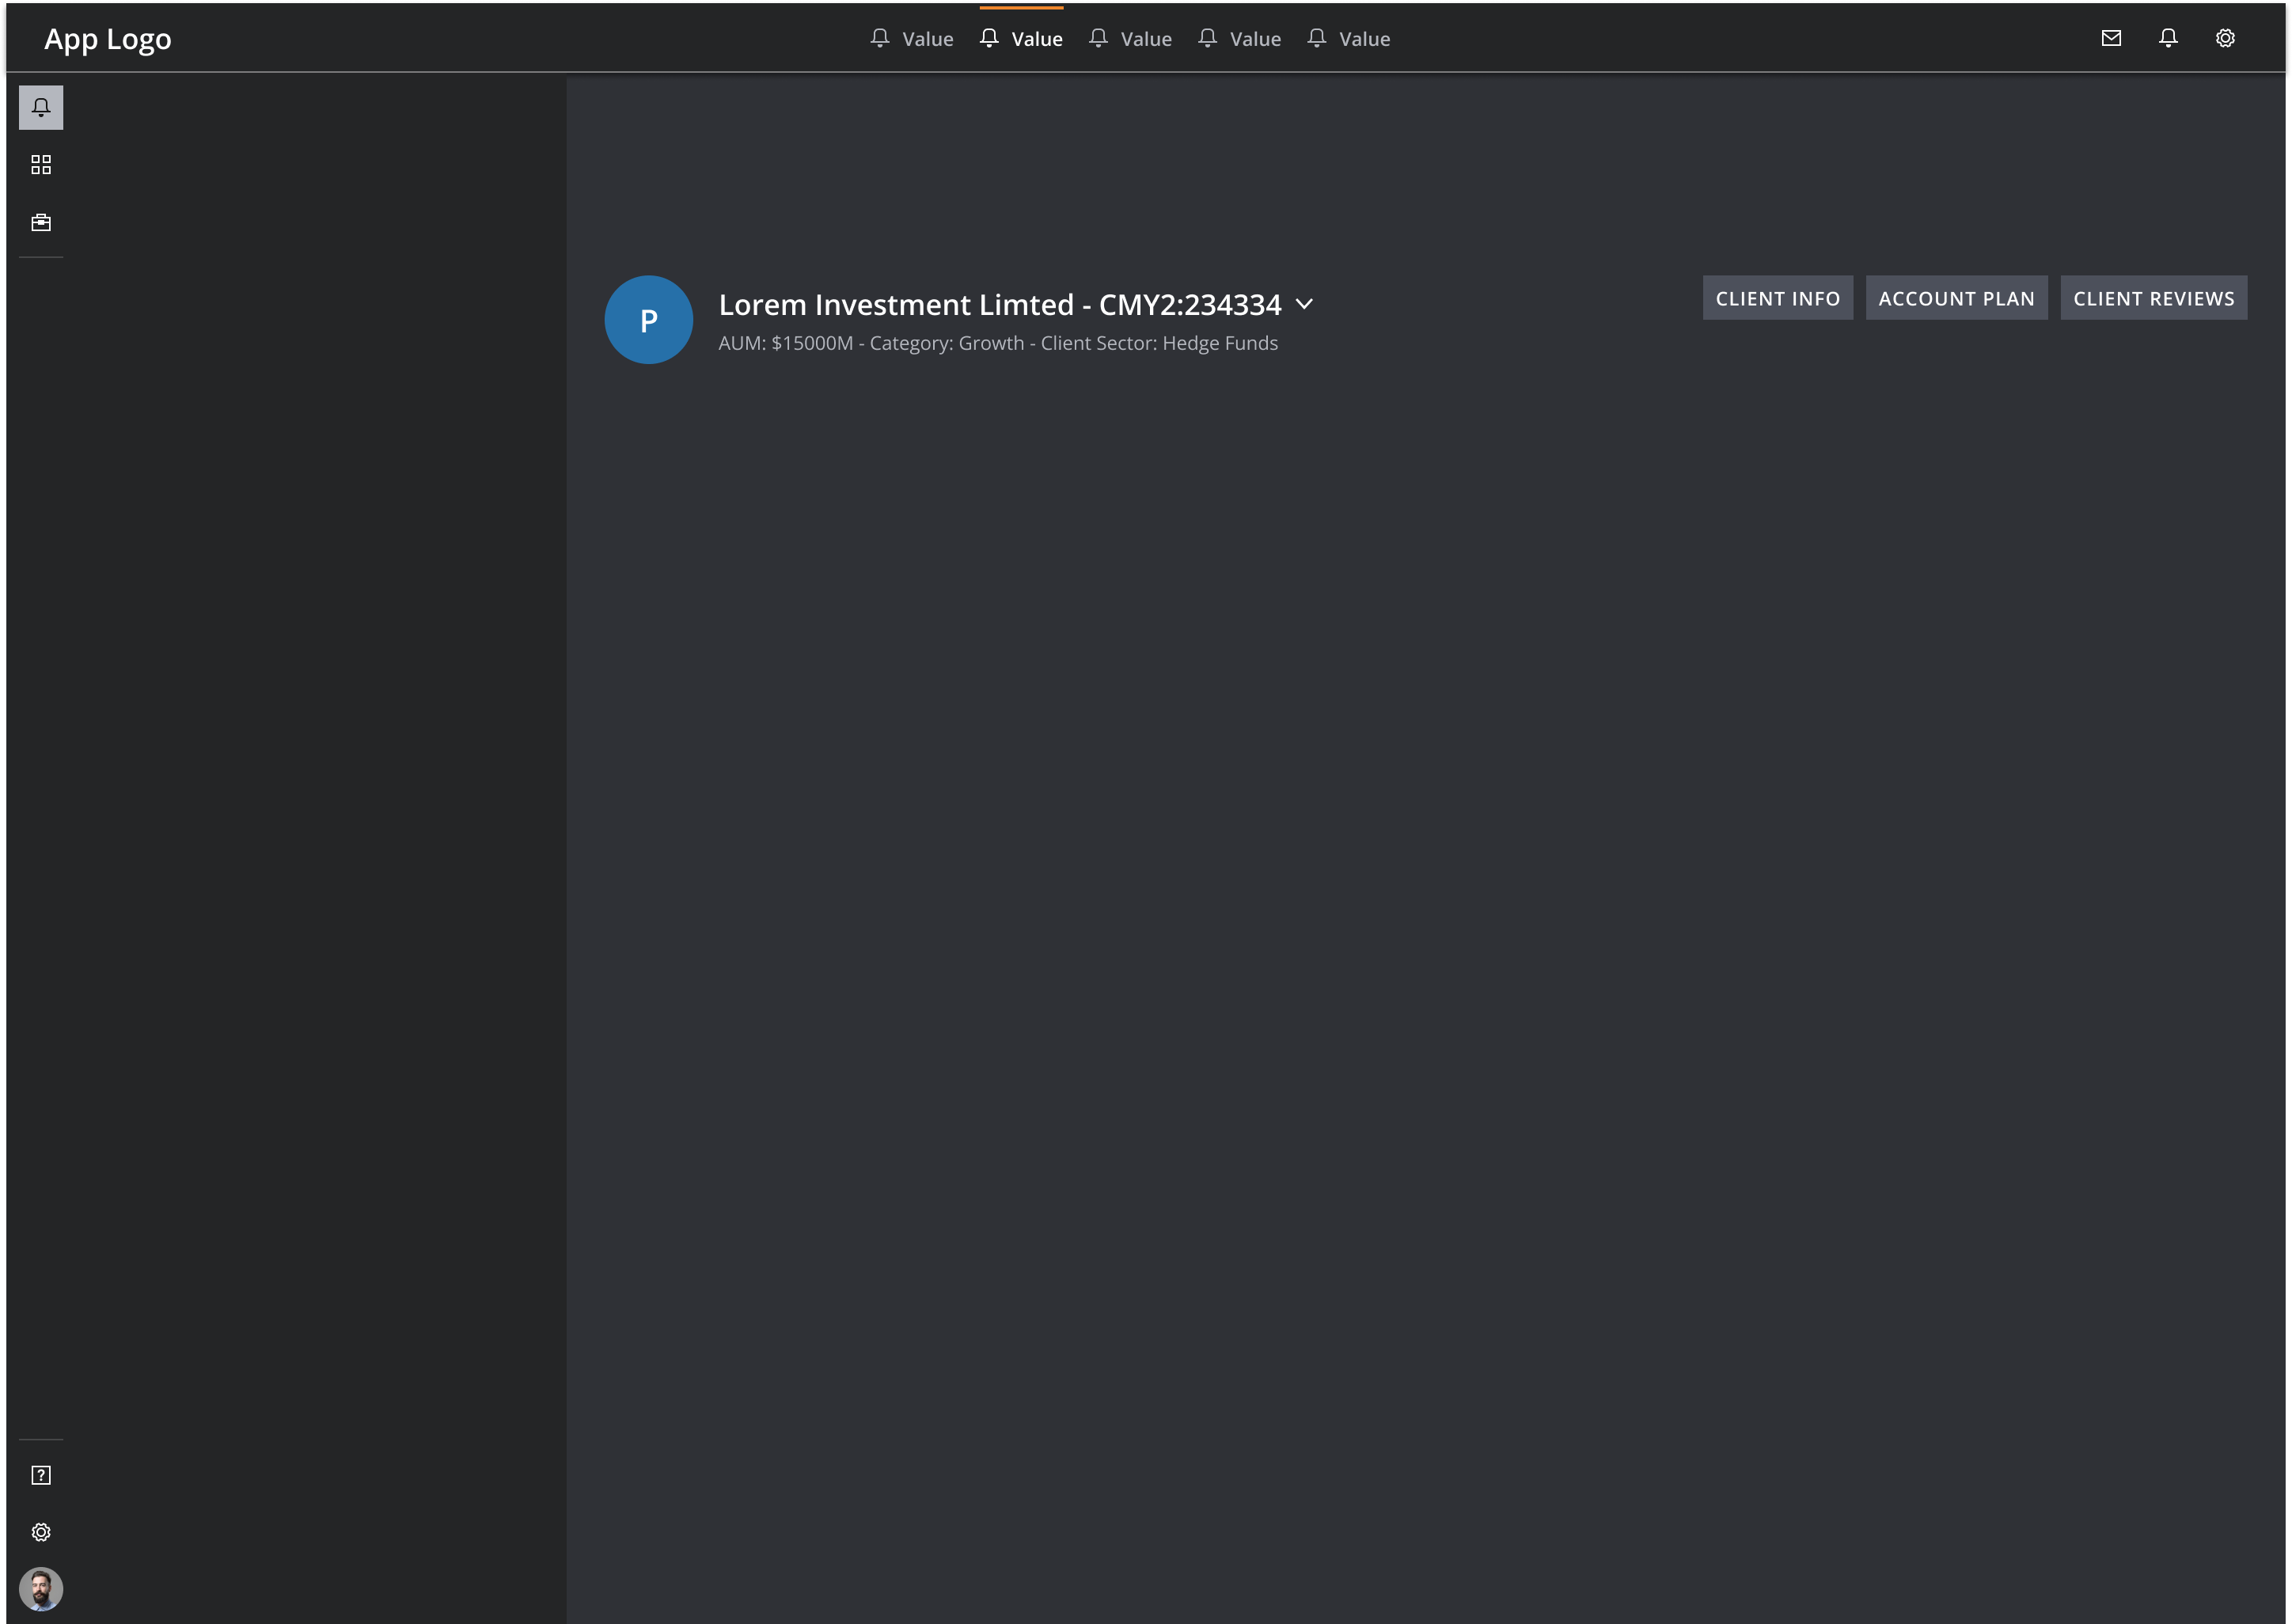 App Logo
Value Value Value Value Value
P
Lorem Investment Limted - CMY2:234334
AUM: $15000M - Category: Growth - Client Sector: Hedge Funds
CLIENT INFO ACCOUNT PLAN CLIENT REVIEWS
?